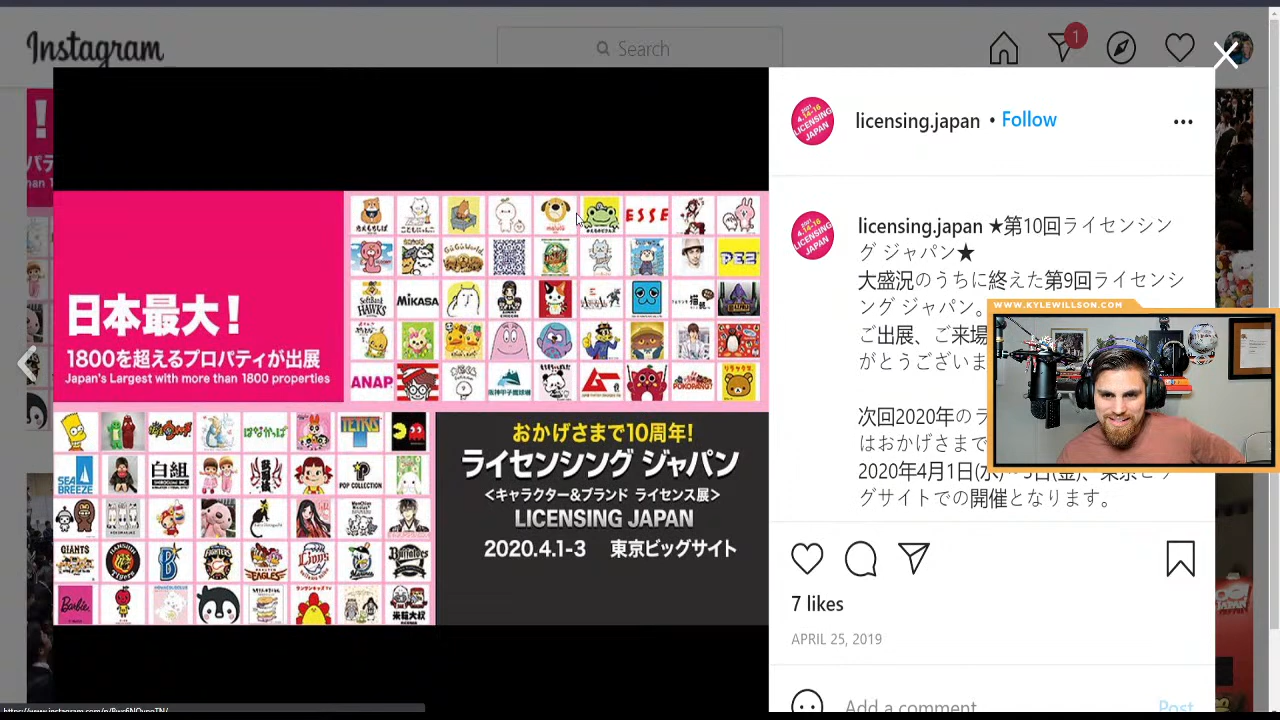 Instagram
Search
1
licensing.japan • Follow
licensing.japan ★第10回ライセンシン
グ ジャパン★
大盛況のうちに終えた第9回ライセンシ
ング ジャパン。
ご出展、ご来場
がとうございま
次回2020年のラ
はおかげさまで
2020年4月1日(水)
グサイトでの開催となります。
WWW.KYLEWILLSON.COM
7 likes
APRIL 25, 2019
Add a comment
Post
日本最大!
1800を超えるプロパティが出展
Japan's Largest with more than 1800 properties
ESSE
PEZ
SoftBank
HAWKS
MIKASA
ANAP
POKOPANG!
TETRIS
SEA
BREEZE
白組
POP COLLECTION
GIANTS
EAGLES
Lions
Buffaloes
Barbie
おかげさまで10周年!
ライセンシング ジャパン
<キャラクター&ブランド ライセンス展>
LICENSING JAPAN
2020.4.1-3 東京ビッグサイト